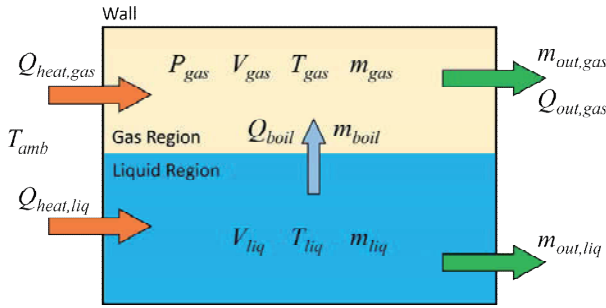 Wall
Q_heat,gas
P_gas V_gas T_gas m_gas
m_out,gas
Q_out,gas
T_amb
Gas Region
Q_boil m_boil
Liquid Region
Q_heat,liq
V_liq T_liq m_liq
m_out,liq